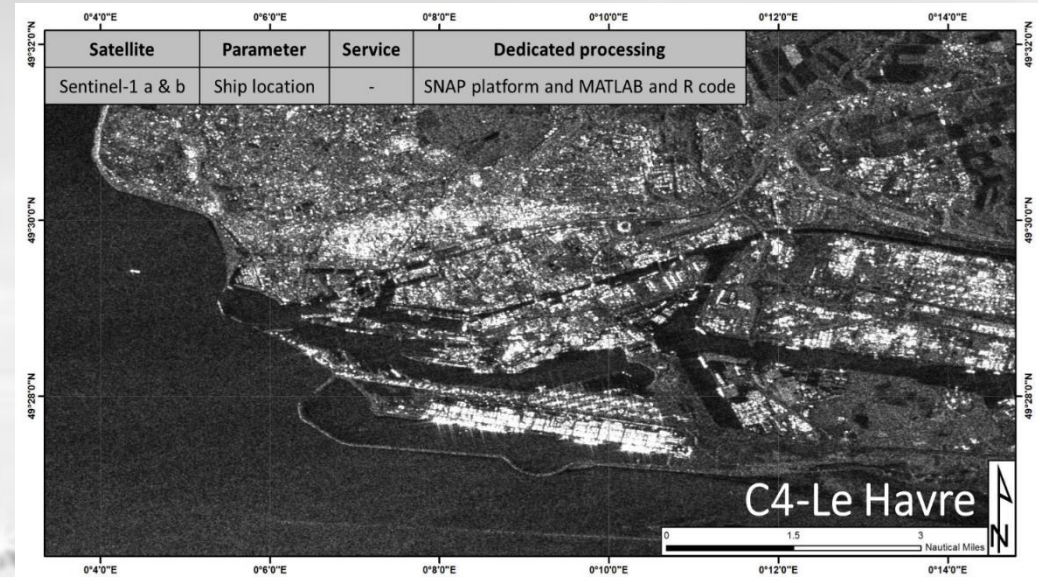 0°4'0"E 0°6'0"E 0°8'0"E 0°10'0"E 0°12'0"E 0°14'0"E
49°32'0"N 49°32'0"N
Satellite Parameter Service Dedicated processing
Sentinel-1 a & b Ship location - SNAP platform and MATLAB and R code
49°30'0"N 49°30'0"N
49°28'0"N 49°28'0"N
C4-Le Havre
N
0 1.5 3
Nautical Miles
0°4'0"E 0°6'0"E 0°8'0"E 0°10'0"E 0°12'0"E 0°14'0"E